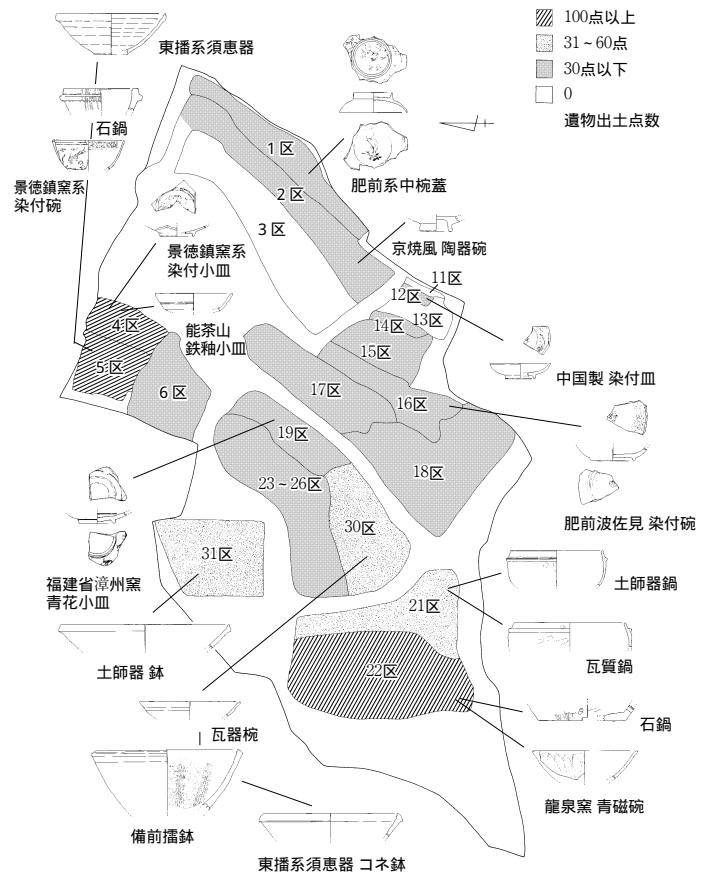 東播系須恵器
石鍋
景徳鎮窯系
染付碗
景徳鎮窯系
染付小皿
能茶山
鉄釉小皿
100点以上
31～60点
30点以下
0
遺物出土点数
肥前系中椀蓋
京焼風 陶器碗
1区
2区
3区
4区
5区
6区
11区
12区
13区
14区
15区
16区
17区
18区
19区
23～26区
30区
31区
21区
22区
中国製 染付皿
肥前波佐見 染付碗
福建省漳州窯
青花小皿
土師器 鉢
瓦器椀
備前擂鉢
東播系須恵器 コネ鉢
土師器鍋
瓦質鍋
石鍋
龍泉窯 青磁碗